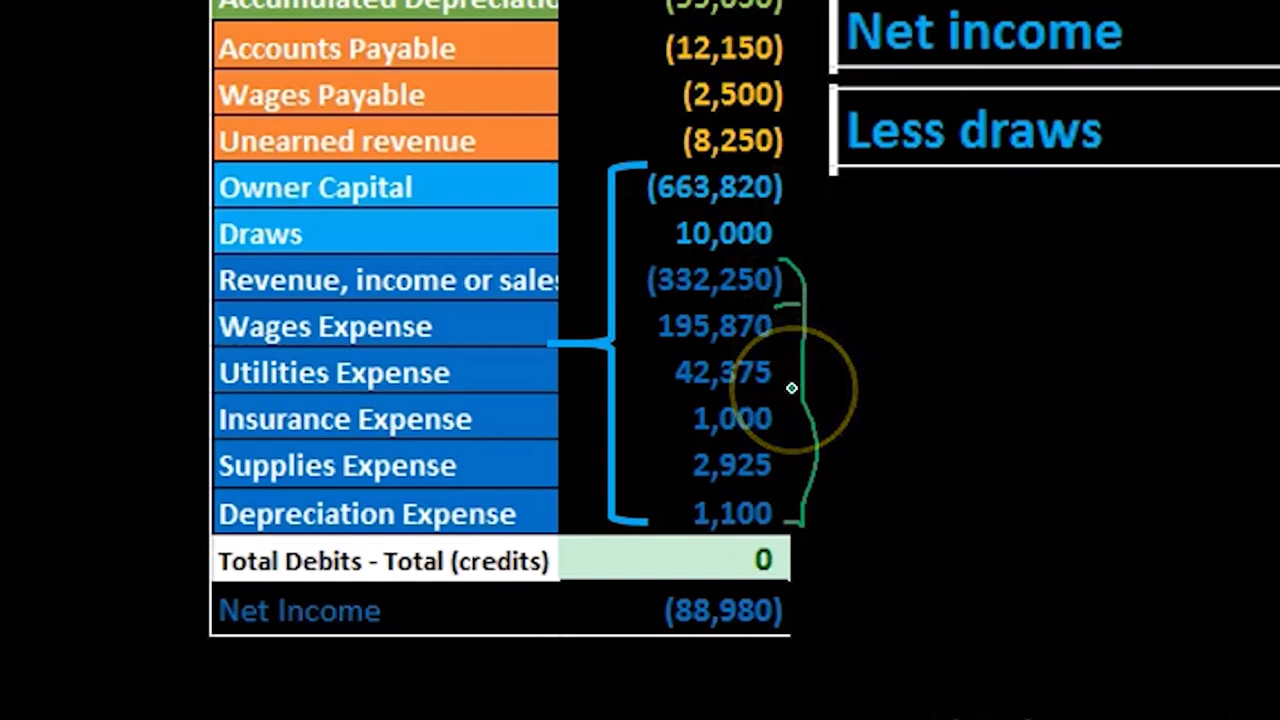 Accumulated Depreciatio
Net income
Accounts Payable (12,150)
Wages Payable (2,500)
Less draws
Unearned revenue (8,250)
Owner Capital (663,820)
Draws 10,000
Revenue, income or sales (332,250)
Wages Expense 195,870
Utilities Expense 42,375
Insurance Expense 1,000
Supplies Expense 2,925
Depreciation Expense 1,100
Total Debits - Total (credits) 0
Net Income (88,980)